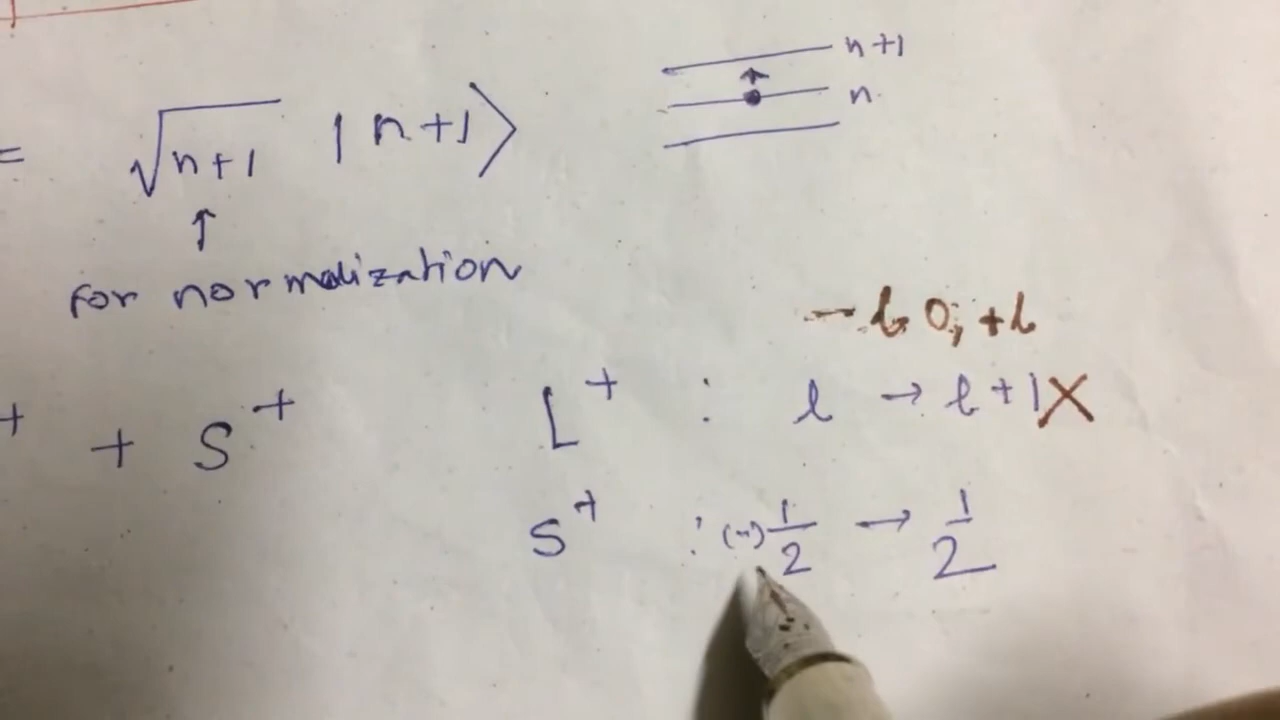 n+1
n
= √n+1 |n+1⟩
↑
for normalization
-l, 0, +l
+ + S⁺
L⁺ : l → l+1 X
S⁺ : (-) 1/2 → 1/2